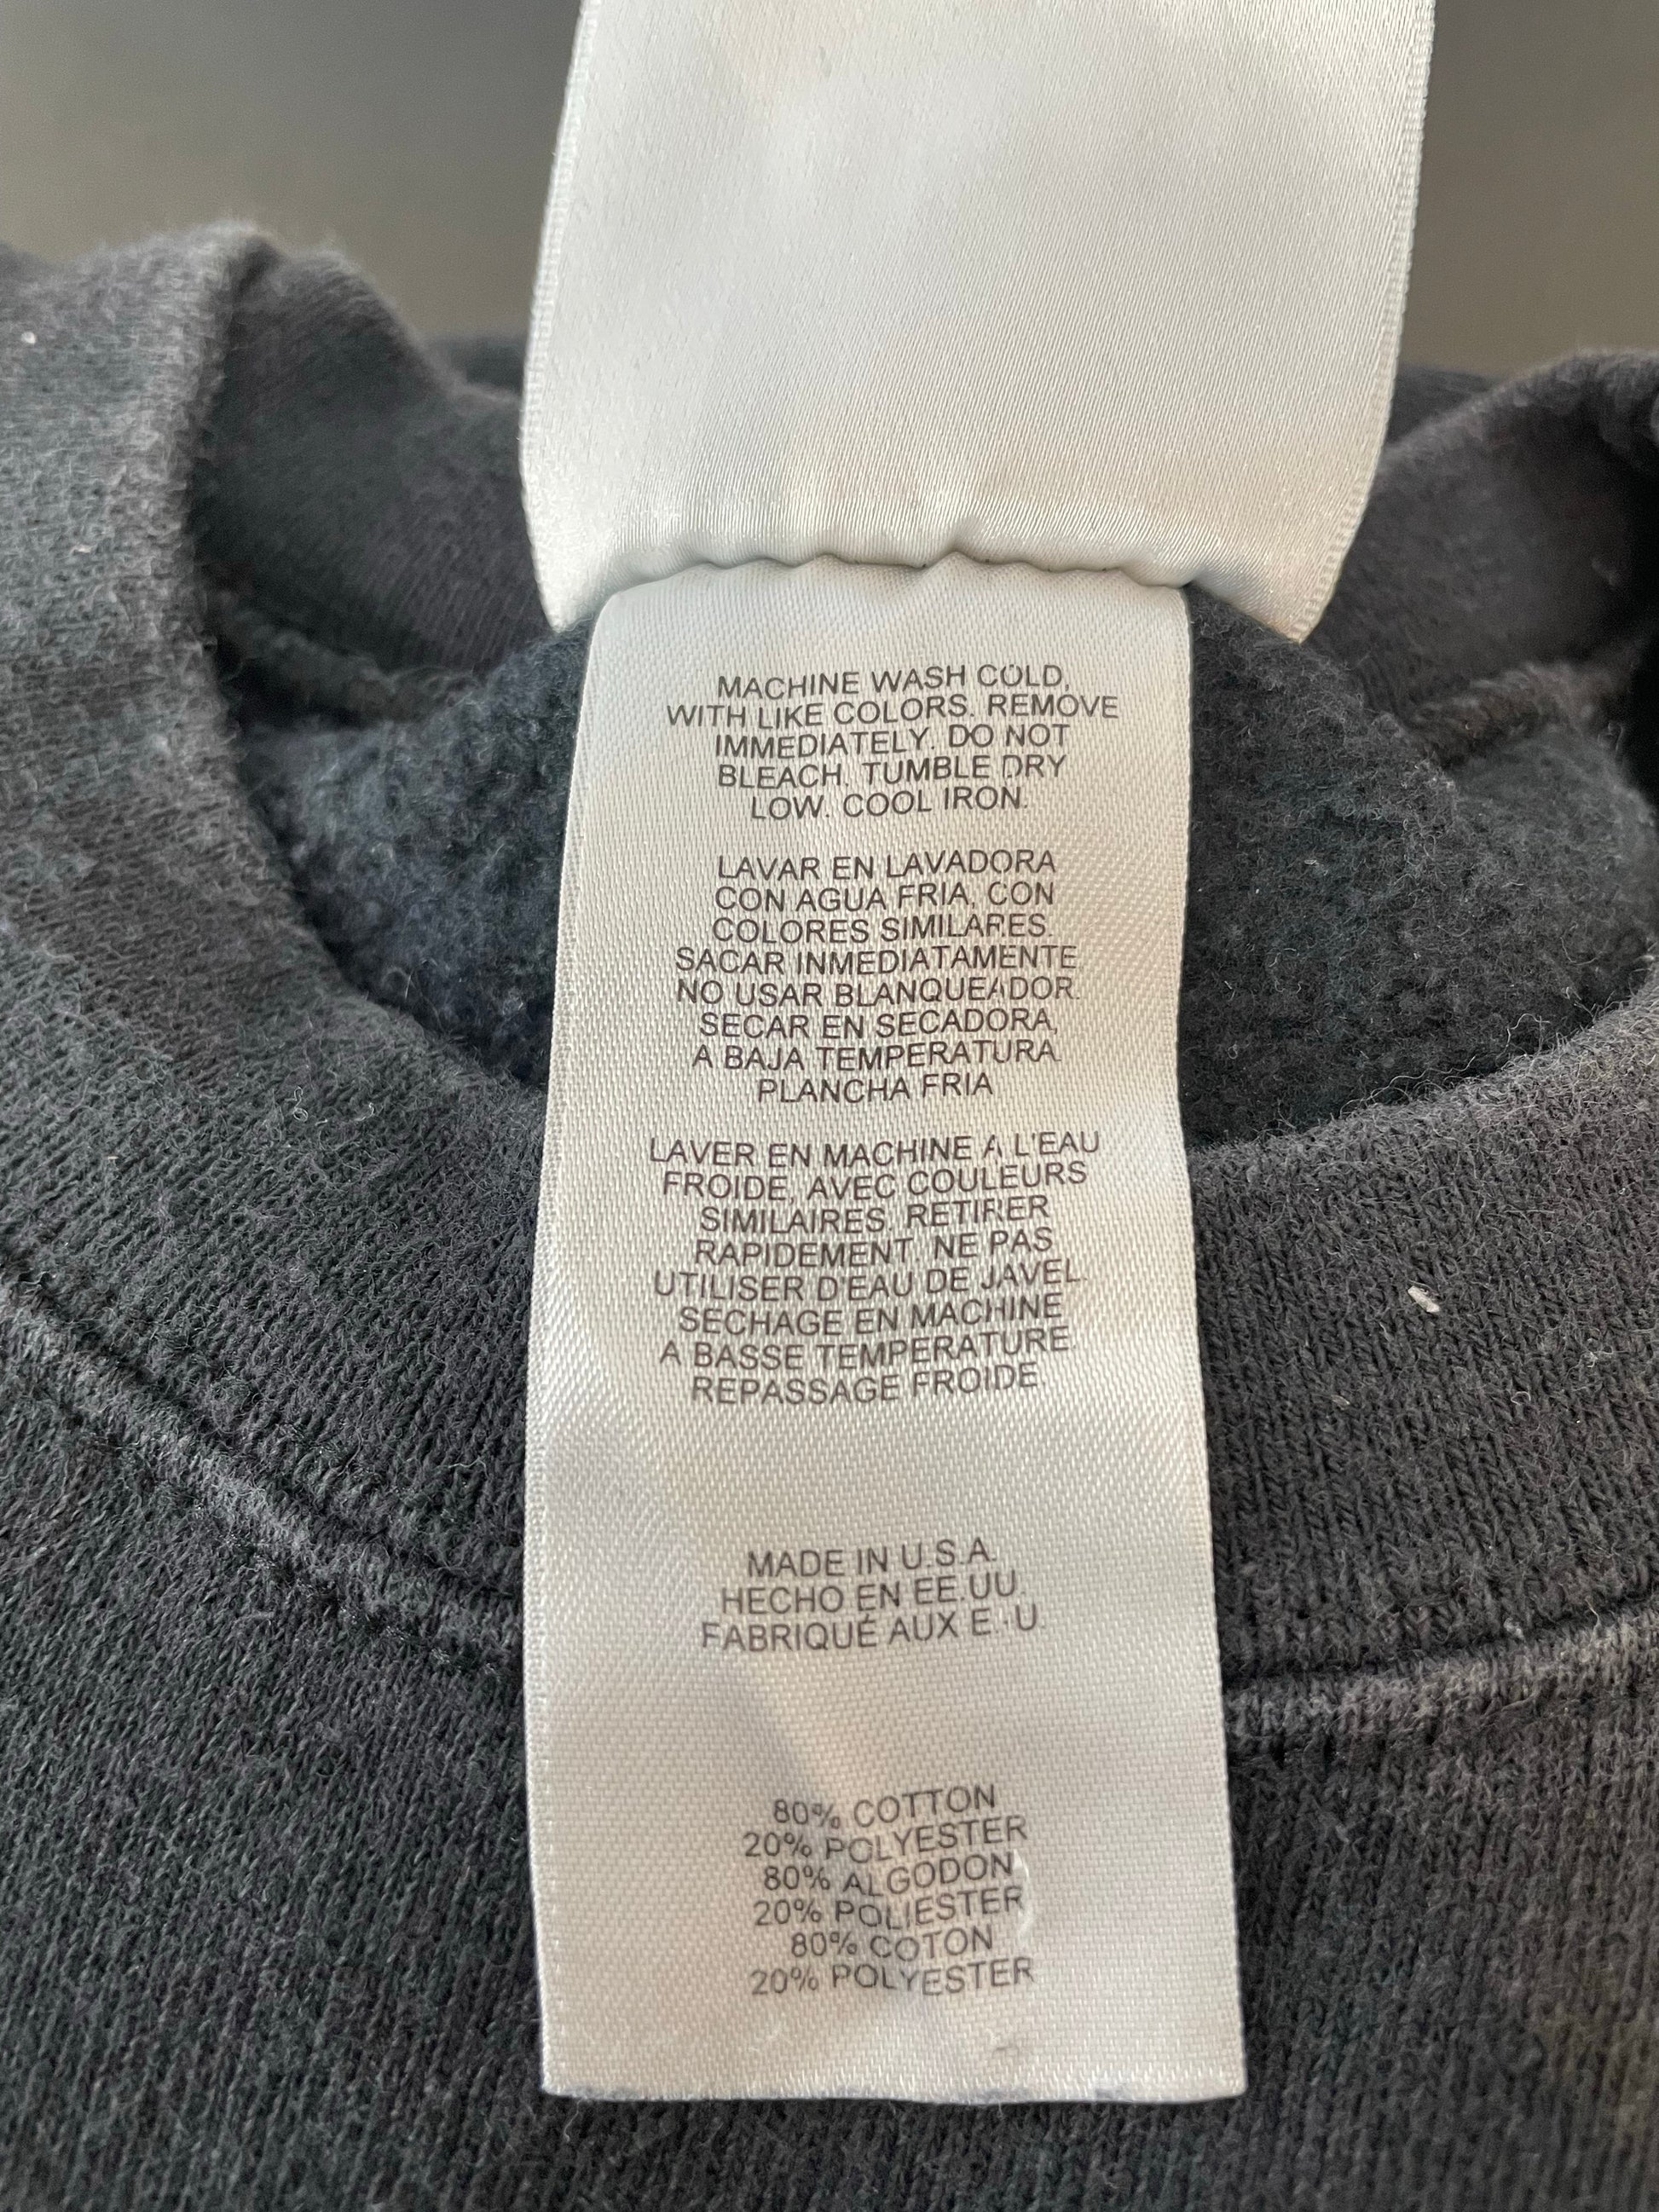 MACHINE WASH COLD,
WITH LIKE COLORS. REMOVE
IMMEDIATELY. DO NOT
BLEACH. TUMBLE DRY
LOW. COOL IRON.
LAVAR EN LAVADORA
CON AGUA FRIA, CON
COLORES SIMILARES.
SACAR INMEDIATAMENTE
NO USAR BLANQUEADOR.
SECAR EN SECADORA,
A BAJA TEMPERATURA
PLANCHA FRIA
LAVER EN MACHINE A L'EAU
FROIDE, AVEC COULEURS
SIMILAIRES. RETIRER
RAPIDEMENT. NE PAS
UTILISER D'EAU DE JAVEL.
SECHAGE EN MACHINE
A BASSE TEMPERATURE
REPASSAGE FROIDE
MADE IN U.S.A.
HECHO EN EE.UU.
FABRIQUÉ AUX E.-U.
80% COTTON
20% POLYESTER
80% ALGODON
20% POLIESTER
80% COTON
20% POLYESTER